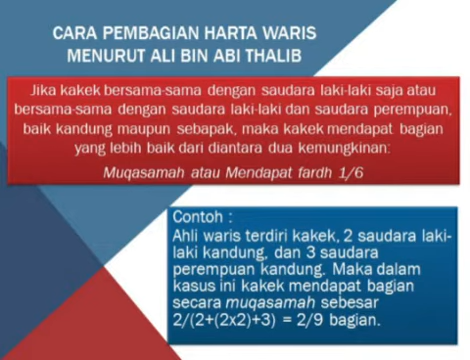 CARA PEMBAGIAN HARTA WARIS
MENURUT ALI BIN ABI THALIB
Jika kakek bersama-sama dengan saudara laki-laki saja atau
bersama-sama dengan saudara laki-laki dan saudara perempuan,
baik kandung maupun sebapak, maka kakek mendapat bagian
yang lebih baik dari diantara dua kemungkinan:
Muqasamah atau Mendapat fardh 1/6
Contoh :
Ahli waris terdiri kakek, 2 saudara laki-
laki kandung, dan 3 saudara
perempuan kandung. Maka dalam
kasus ini kakek mendapat bagian
secara muqasamah sebesar
2/(2+(2x2)+3) = 2/9 bagian.